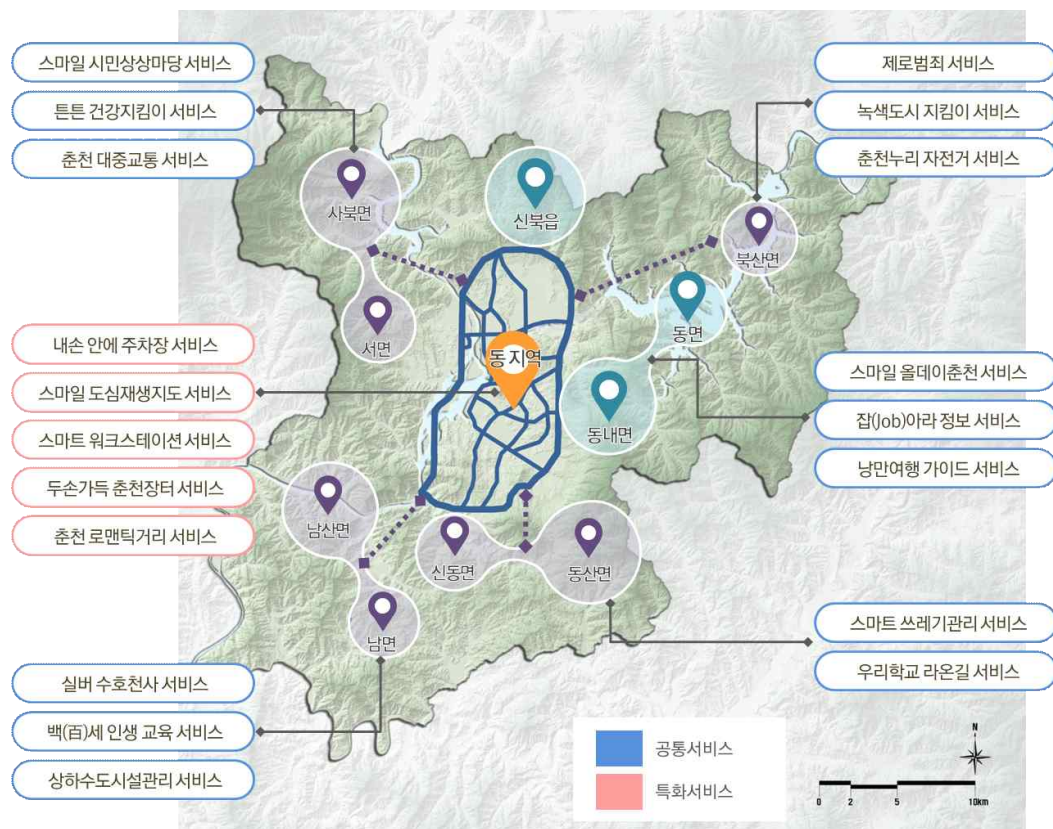 스마일 시민상상마당 서비스
튼튼 건강지킴이 서비스
춘천 대중교통 서비스
제로범죄 서비스
녹색도시 지킴이 서비스
춘천누리 자전거 서비스
사북면
신북읍
북산면
서면
동면
동 지역
동내면
내손 안에 주차장 서비스
스마일 도심재생지도 서비스
스마트 워크스테이션 서비스
두손가득 춘천장터 서비스
춘천 로맨틱거리 서비스
스마일 올데이춘천 서비스
잡(Job)아라 정보 서비스
낭만여행 가이드 서비스
남산면
신동면
동산면
남면
스마트 쓰레기관리 서비스
우리학교 라온길 서비스
실버 수호천사 서비스
백(百)세 인생 교육 서비스
상하수도시설관리 서비스
공통서비스
특화서비스
N
0 2 5 10km